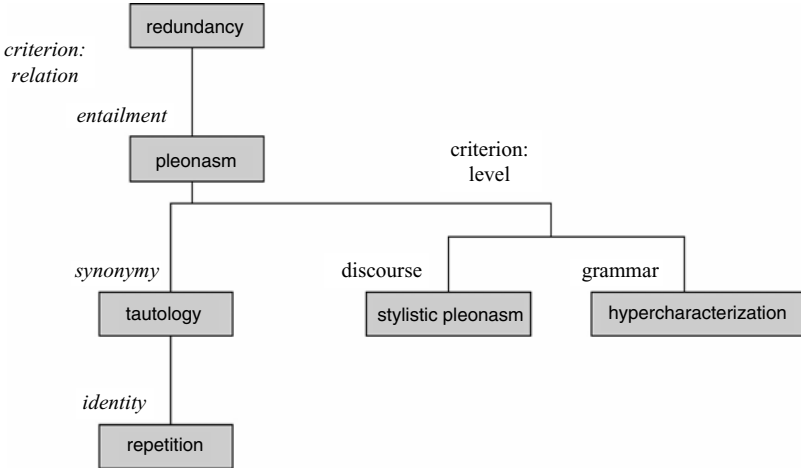 redundancy
criterion:
relation
entailment
pleonasm
criterion:
level
synonymy
discourse
grammar
tautology
stylistic pleonasm
hypercharacterization
identity
repetition